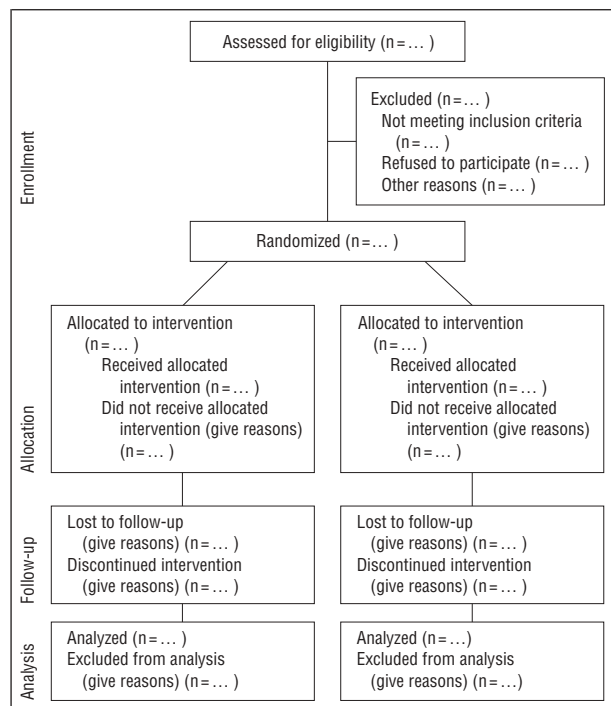 Assessed for eligibility (n = … )
Enrollment
Excluded (n = … )
Not meeting inclusion criteria
(n = … )
Refused to participate (n = … )
Other reasons (n = … )
Randomized (n = … )
Allocation
Allocated to intervention
(n = … )
Received allocated
intervention (n = … )
Did not receive allocated
intervention (give reasons)
(n = … )
Allocated to intervention
(n = … )
Received allocated
intervention (n = … )
Did not receive allocated
intervention (give reasons)
(n = … )
Follow-up
Lost to follow-up
(give reasons) (n = … )
Discontinued intervention
(give reasons) (n = … )
Lost to follow-up
(give reasons) (n = … )
Discontinued intervention
(give reasons) (n = … )
Analysis
Analyzed (n = … )
Excluded from analysis
(give reasons) (n = … )
Analyzed (n = …)
Excluded from analysis
(give reasons) (n = …)